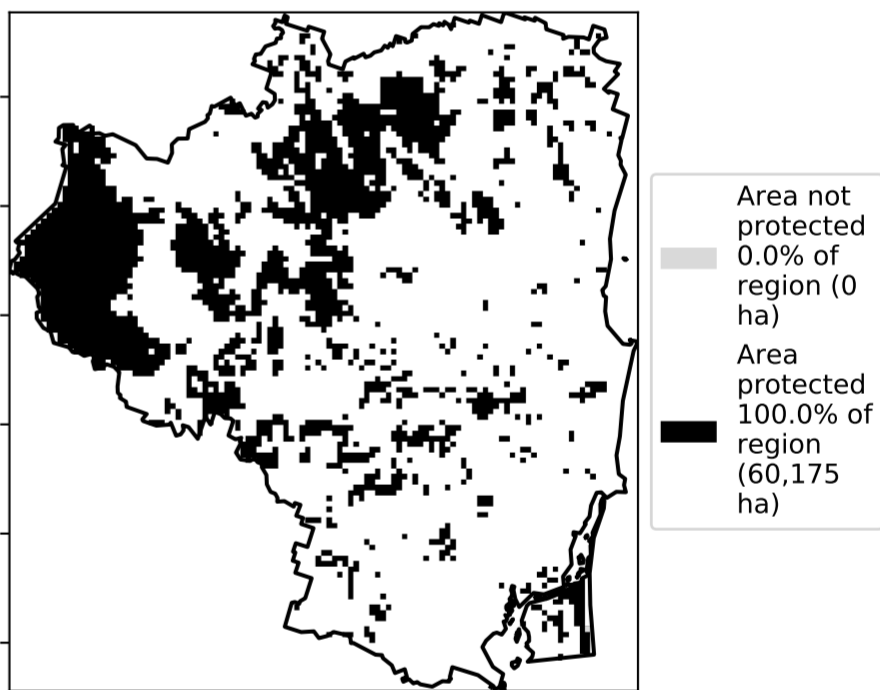 Area not
protected
0.0% of
region (0
ha)
Area
protected
100.0% of
region
(60,175
ha)